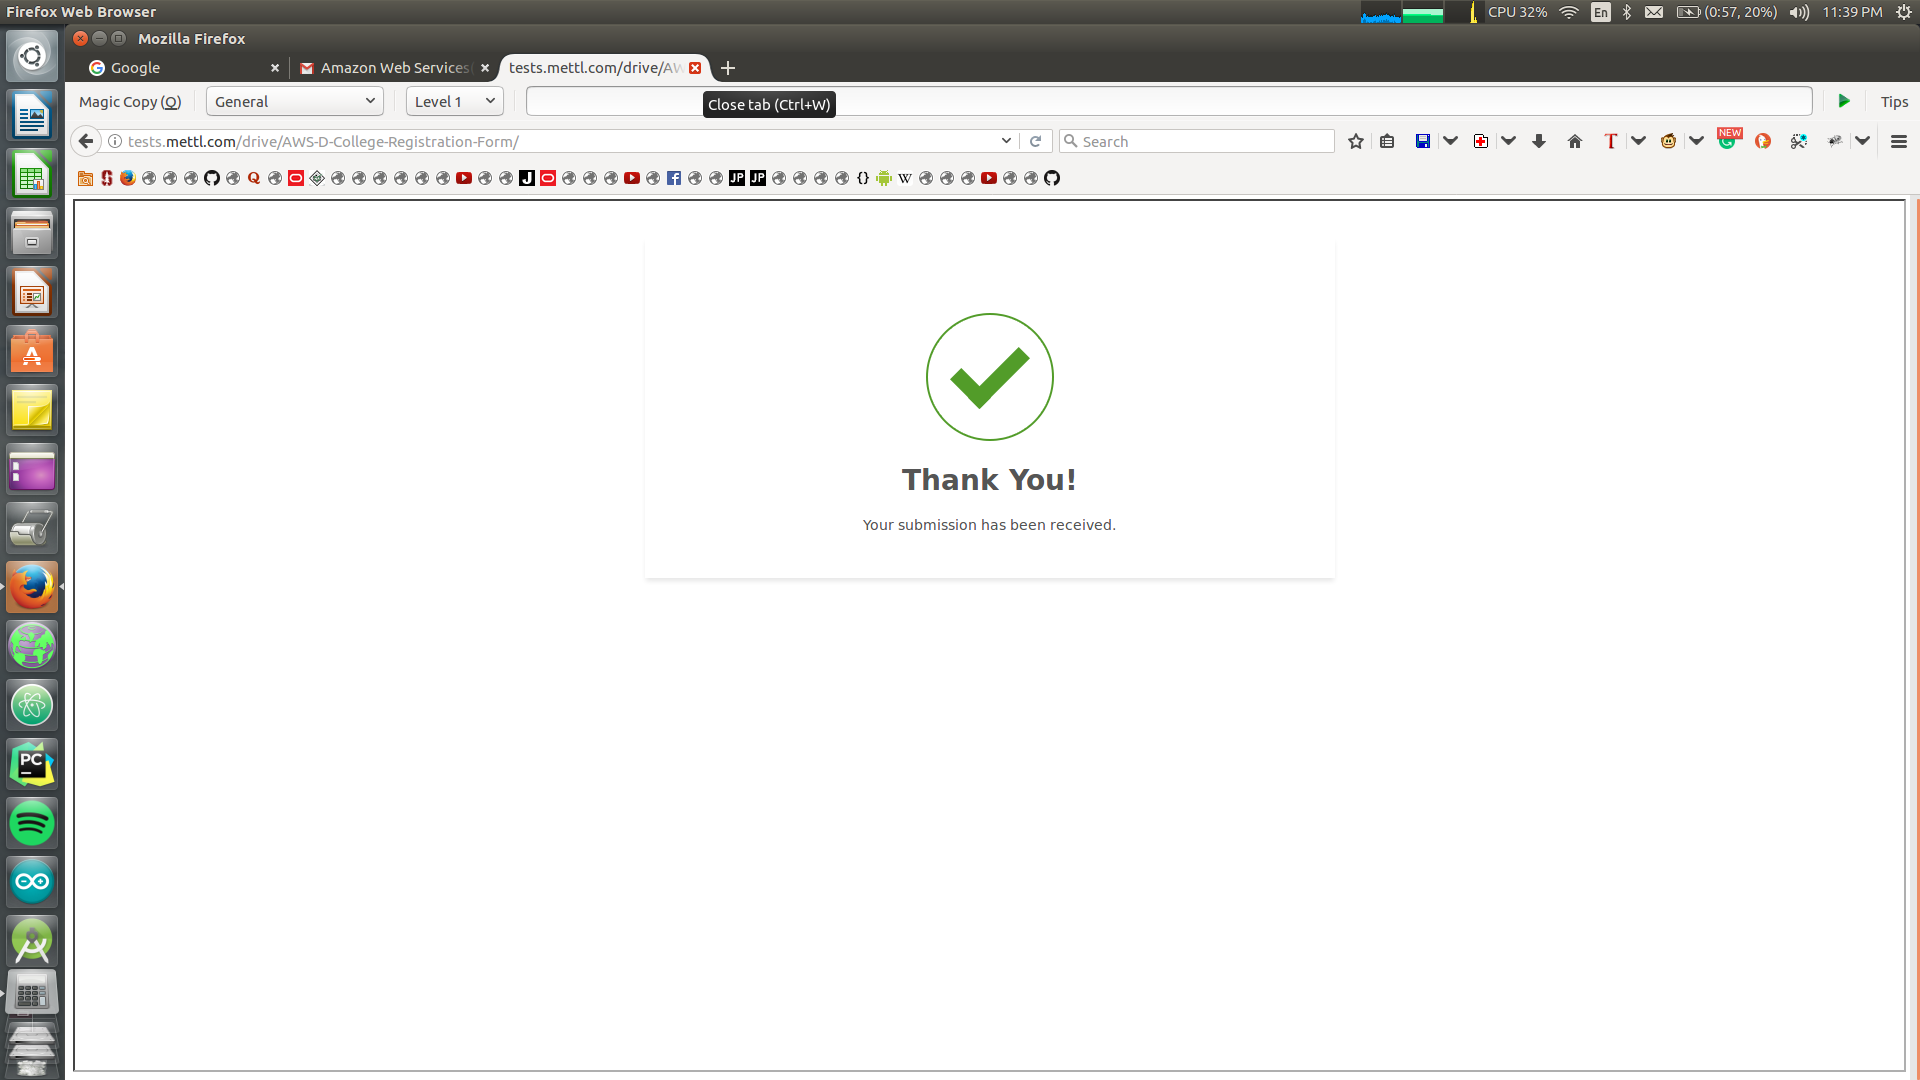 Firefox Web Browser
CPU 32%
En
(0:57, 20%)
11:39 PM
Mozilla Firefox
Google
Amazon Web Services
tests.mettl.com/drive/AW
Magic Copy (O)
General
Level 1
Close tab (Ctrl+W)
Tips
tests.mettl.com/drive/AWS-D-College-Registration-Form/
Search
NEW
Thank You!
Your submission has been received.